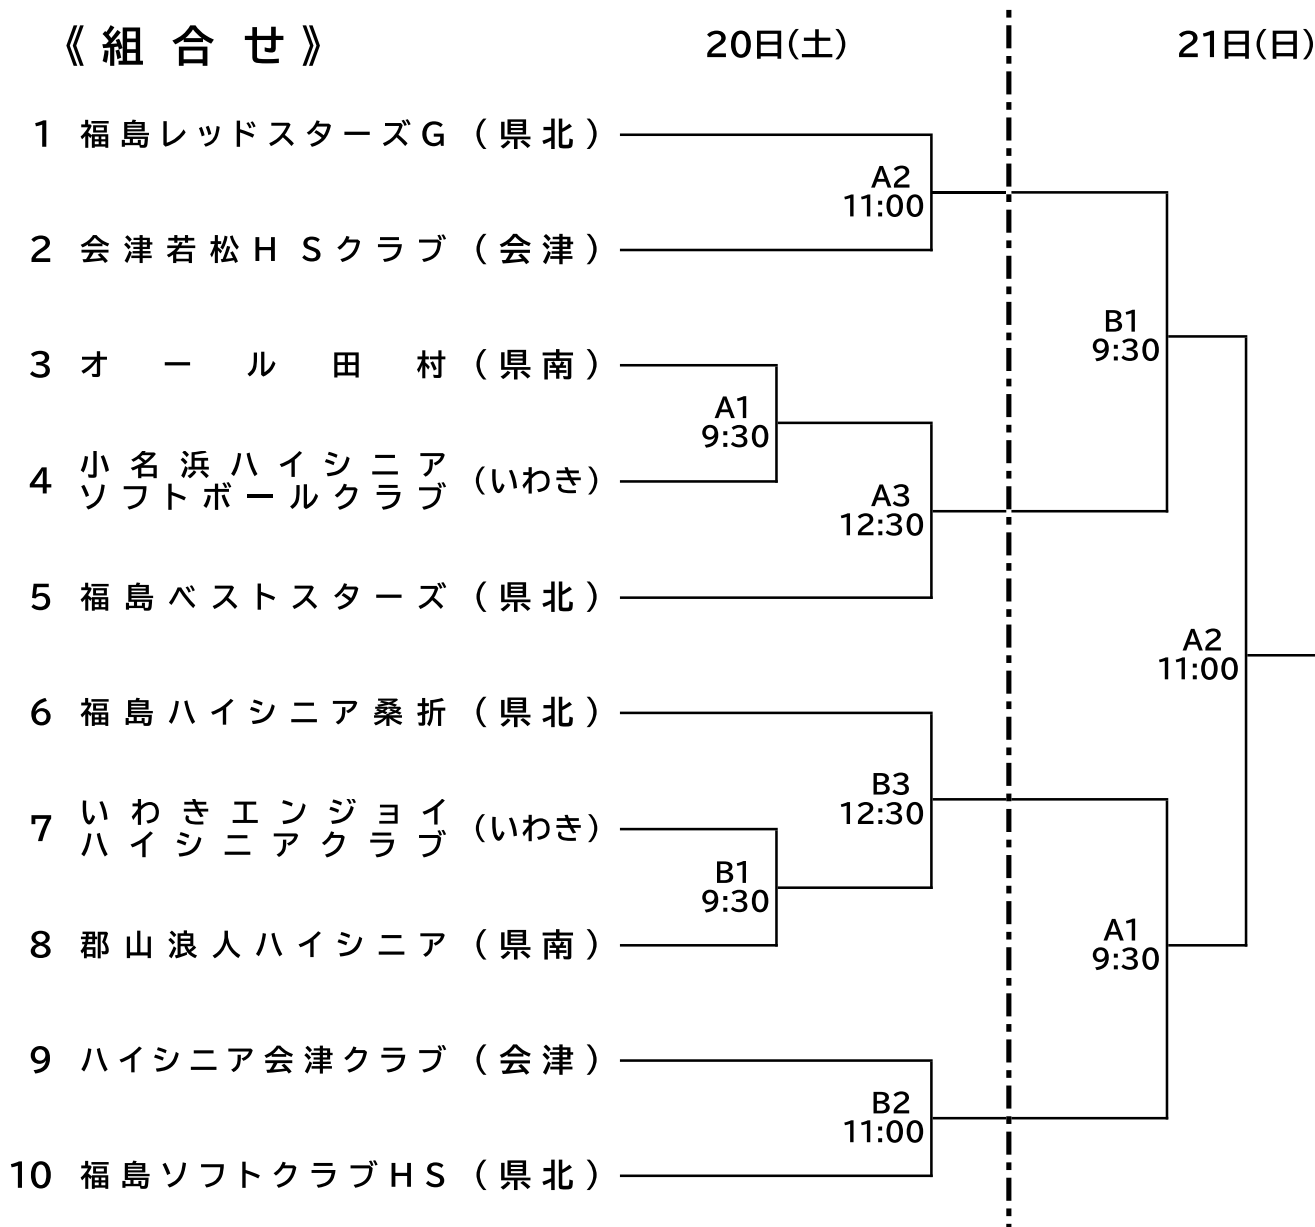 《組合せ》 20日(土) 21日(日)
1 福島レッドスターズG (県北)
A2
11:00
2 会津若松HSクラブ (会津)
B1
9:30
3 オール田村 (県南)
A1
9:30
4 小名浜ハイシニア
ソフトボールクラブ (いわき)
A3
12:30
5 福島ベストスターズ (県北)
A2
11:00
6 福島ハイシニア桑折 (県北)
B3
12:30
7 いわきエンジョイ
ハイシニアクラブ (いわき)
B1
9:30
8 郡山浪人ハイシニア (県南)
A1
9:30
9 ハイシニア会津クラブ (会津)
B2
11:00
10 福島ソフトクラブHS (県北)